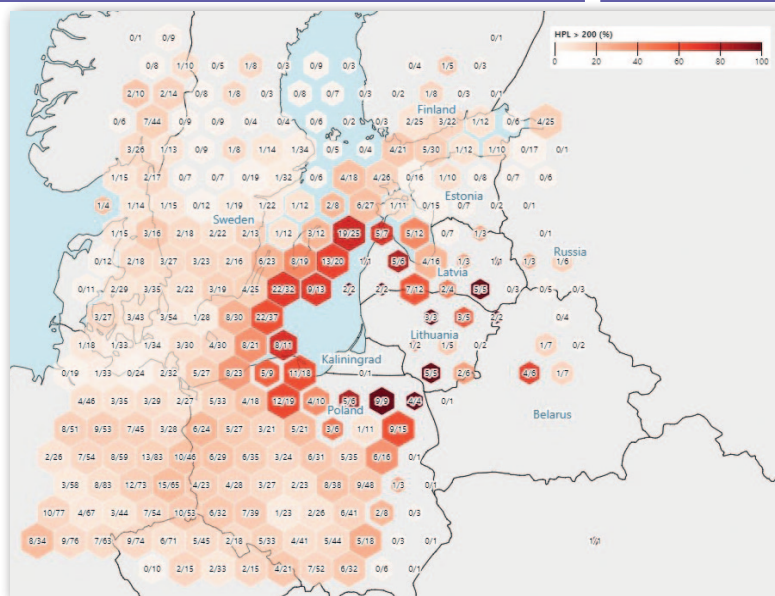 HPL > 200 (%)
0 20 40 60 80 100
0/1 0/9 0/1
0/8 1/10 0/5 1/8 0/3 0/9 0/3 0/4 1/5 0/3
2/10 2/14 0/8 1/8 0/3 0/8 0/7 0/3 0/2 1/8 0/3 0/1
Finland
0/6 7/44 0/9 0/9 0/4 0/4 0/6 0/2 0/3 2/25 3/22 1/12 0/6 4/25
3/26 1/13 0/9 1/8 1/14 1/34 0/5 0/4 4/21 5/30 1/12 1/10 0/17 0/1
1/15 2/17 0/7 0/7 0/19 1/32 0/6 4/18 4/26 0/16 1/10 0/8 0/7 0/6
Estonia
1/4 1/14 1/15 0/12 1/19 1/22 1/12 2/8 6/27 1/11 0/15 0/7 0/2 0/1
Sweden
1/15 3/16 2/18 2/22 2/13 1/12 3/12 19/25 5/7 5/12 0/7 1/3 0/1
Russia
0/12 2/18 3/27 3/23 2/16 6/23 8/19 13/20 1/1 5/6 4/16 1/3 1/1 1/3 1/6
Latvia
0/11 2/29 3/35 2/22 3/19 4/25 22/32 9/13 2/2 2/2 7/12 2/4 5/5 0/3 0/5 0/3
3/27 3/43 3/54 1/28 8/30 22/37 3/3 3/5 2/2 0/4
Lithuania
1/18 1/33 1/34 3/30 4/30 8/21 8/11 1/2 1/5 0/2 1/7 0/2
Kaliningrad
0/19 1/33 0/24 2/32 5/27 8/23 5/9 11/18 0/1 2/6 4/6 1/7
4/46 3/35 3/29 2/27 5/33 4/18 12/19 4/10 5/6 9/9 4/4 0/1
Poland
Belarus
8/51 9/53 7/45 3/28 6/24 5/27 3/21 5/21 3/6 1/11 9/15
2/26 7/54 8/59 13/83 10/46 6/29 6/35 3/24 6/31 5/35 6/16 0/1
3/58 8/83 12/73 15/65 4/23 4/28 3/27 2/23 8/38 9/48 1/3 0/1
10/77 4/67 3/44 7/54 10/53 6/32 7/39 1/23 2/26 6/41 2/8 0/3
8/34 9/76 7/63 9/74 6/71 5/45 2/18 5/33 4/41 5/44 5/18 0/3 0/1 1/1
0/10 2/15 2/33 2/15 4/21 7/52 6/32 0/6 0/1